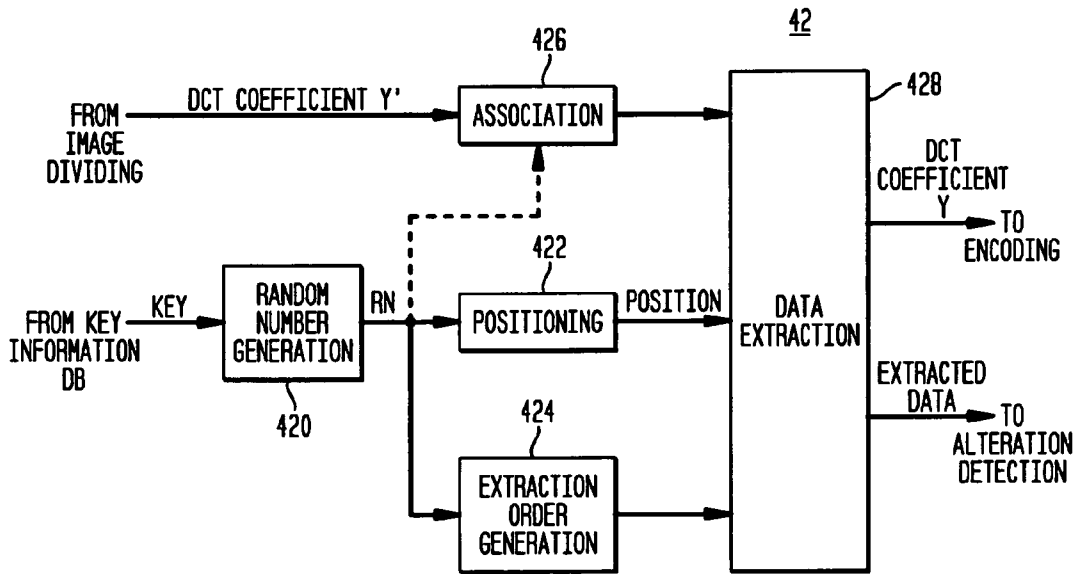 42
426
428
DCT COEFFICIENT Y'
FROM
IMAGE
DIVIDING
ASSOCIATION
DCT
COEFFICIENT
Y
TO
ENCODING
422
FROM KEY
INFORMATION
DB
KEY
RANDOM
NUMBER
GENERATION
420
RN
POSITIONING
POSITION
DATA
EXTRACTION
EXTRACTED
DATA
TO
ALTERATION
DETECTION
424
EXTRACTION
ORDER
GENERATION